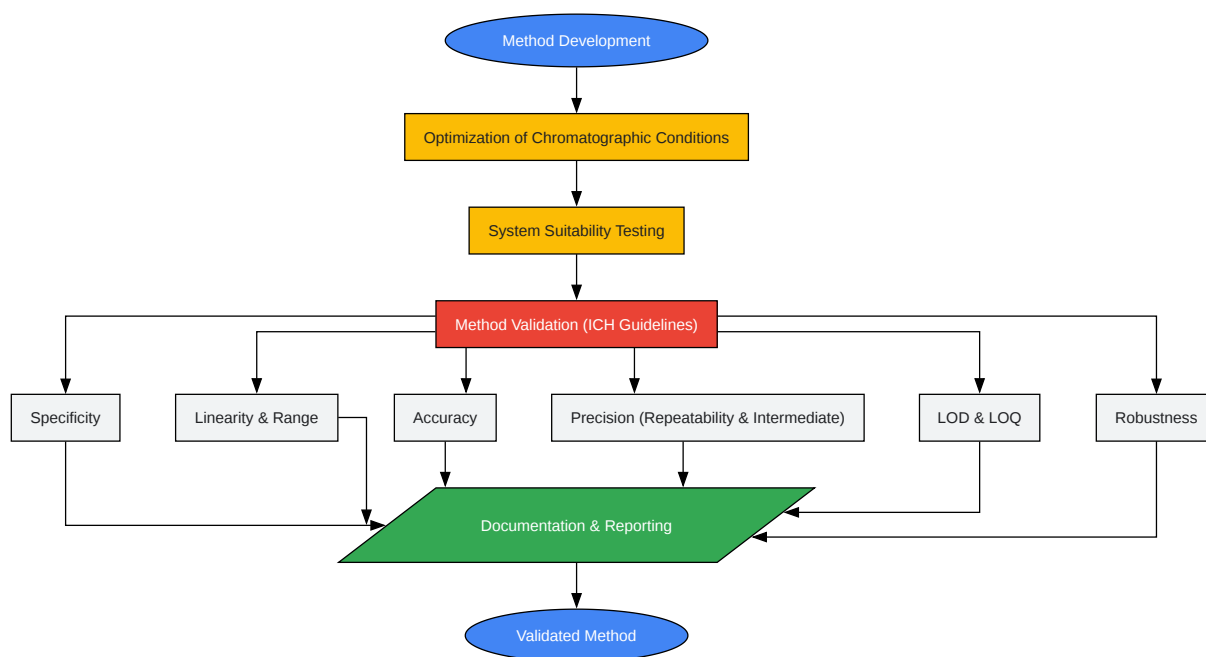 Method Development
Optimization of Chromatographic Conditions
System Suitability Testing
Method Validation (ICH Guidelines)
Specificity
Linearity & Range
Accuracy
Precision (Repeatability & Intermediate)
LOD & LOQ
Robustness
Documentation & Reporting
Validated Method